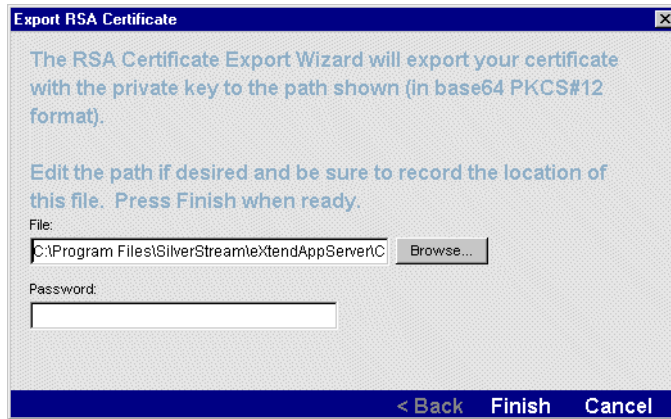 Export RSA Certificate
The RSA Certificate Export Wizard will export your certificate
with the private key to the path shown (in base64 PKCS#12
format).
Edit the path if desired and be sure to record the location of
this file. Press Finish when ready.
File:
C:\Program Files\SilverStream\eXtendAppServer\C
Browse...
Password:
< Back Finish Cancel